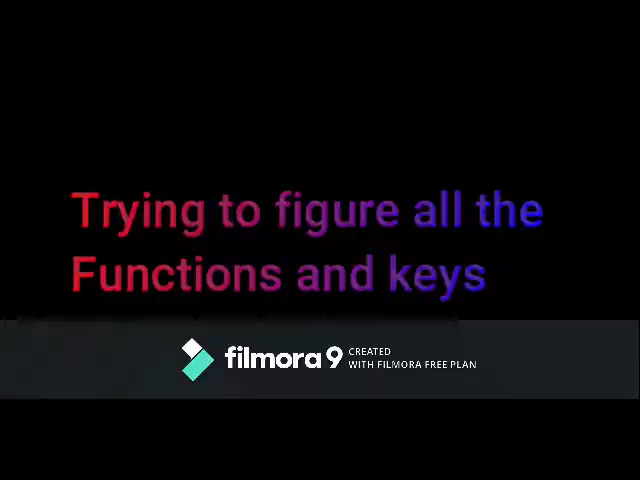 Trying to figure all the
Functions and keys
filmora 9 CREATED
WITH FILMORA FREE PLAN